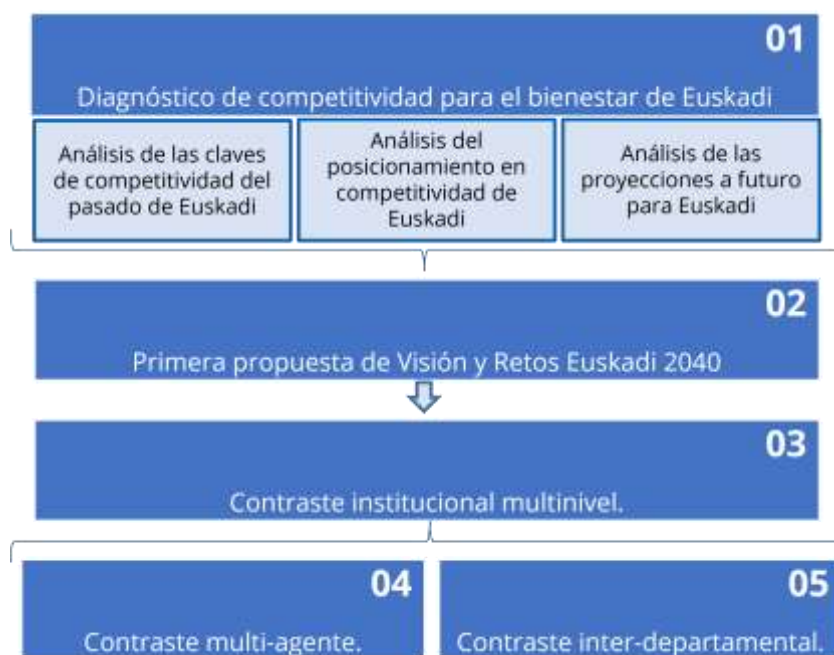 01
Diagnóstico de competitividad para el bienestar de Euskadi
Análisis de las claves
de competitividad del
pasado de Euskadi
Análisis del
posicionamiento en
competitividad de
Euskadi
Análisis de las
proyecciones a futuro
para Euskadi
02
Primera propuesta de Visión y Retos Euskadi 2040
03
Contraste institucional multinivel.
04
Contraste multi-agente.
05
Contraste inter-departamental.